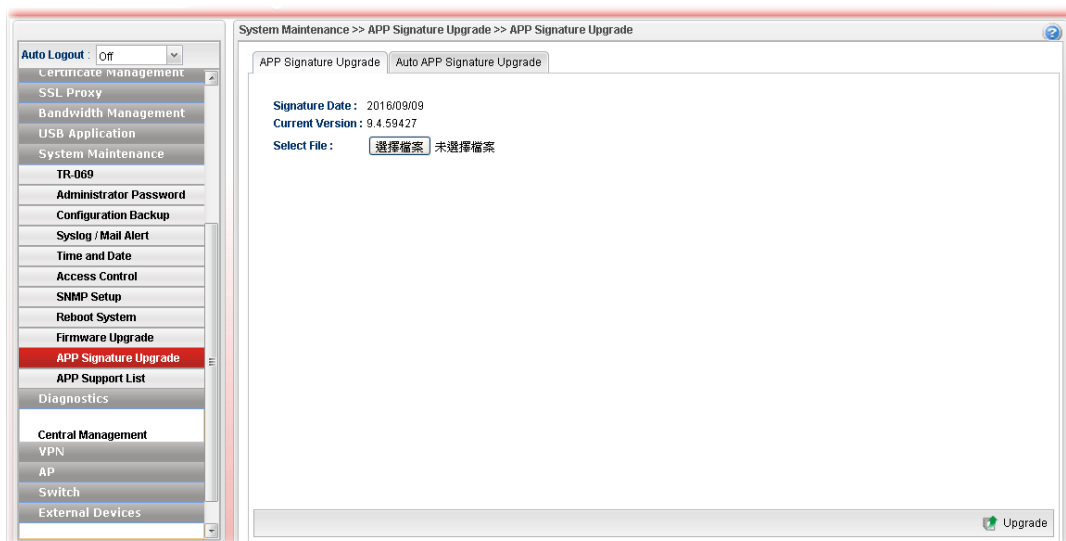 System Maintenance >> APP Signature Upgrade >> APP Signature Upgrade
Auto Logout : Off
Certificate Management
SSL Proxy
Bandwidth Management
USB Application
System Maintenance
TR-069
Administrator Password
Configuration Backup
Syslog / Mail Alert
Time and Date
Access Control
SNMP Setup
Reboot System
Firmware Upgrade
APP Signature Upgrade
APP Support List
Diagnostics
Central Management
VPN
AP
Switch
External Devices
APP Signature Upgrade Auto APP Signature Upgrade
Signature Date : 2016/09/09
Current Version : 9.4.59427
Select File : 選擇檔案 未選擇檔案
Upgrade